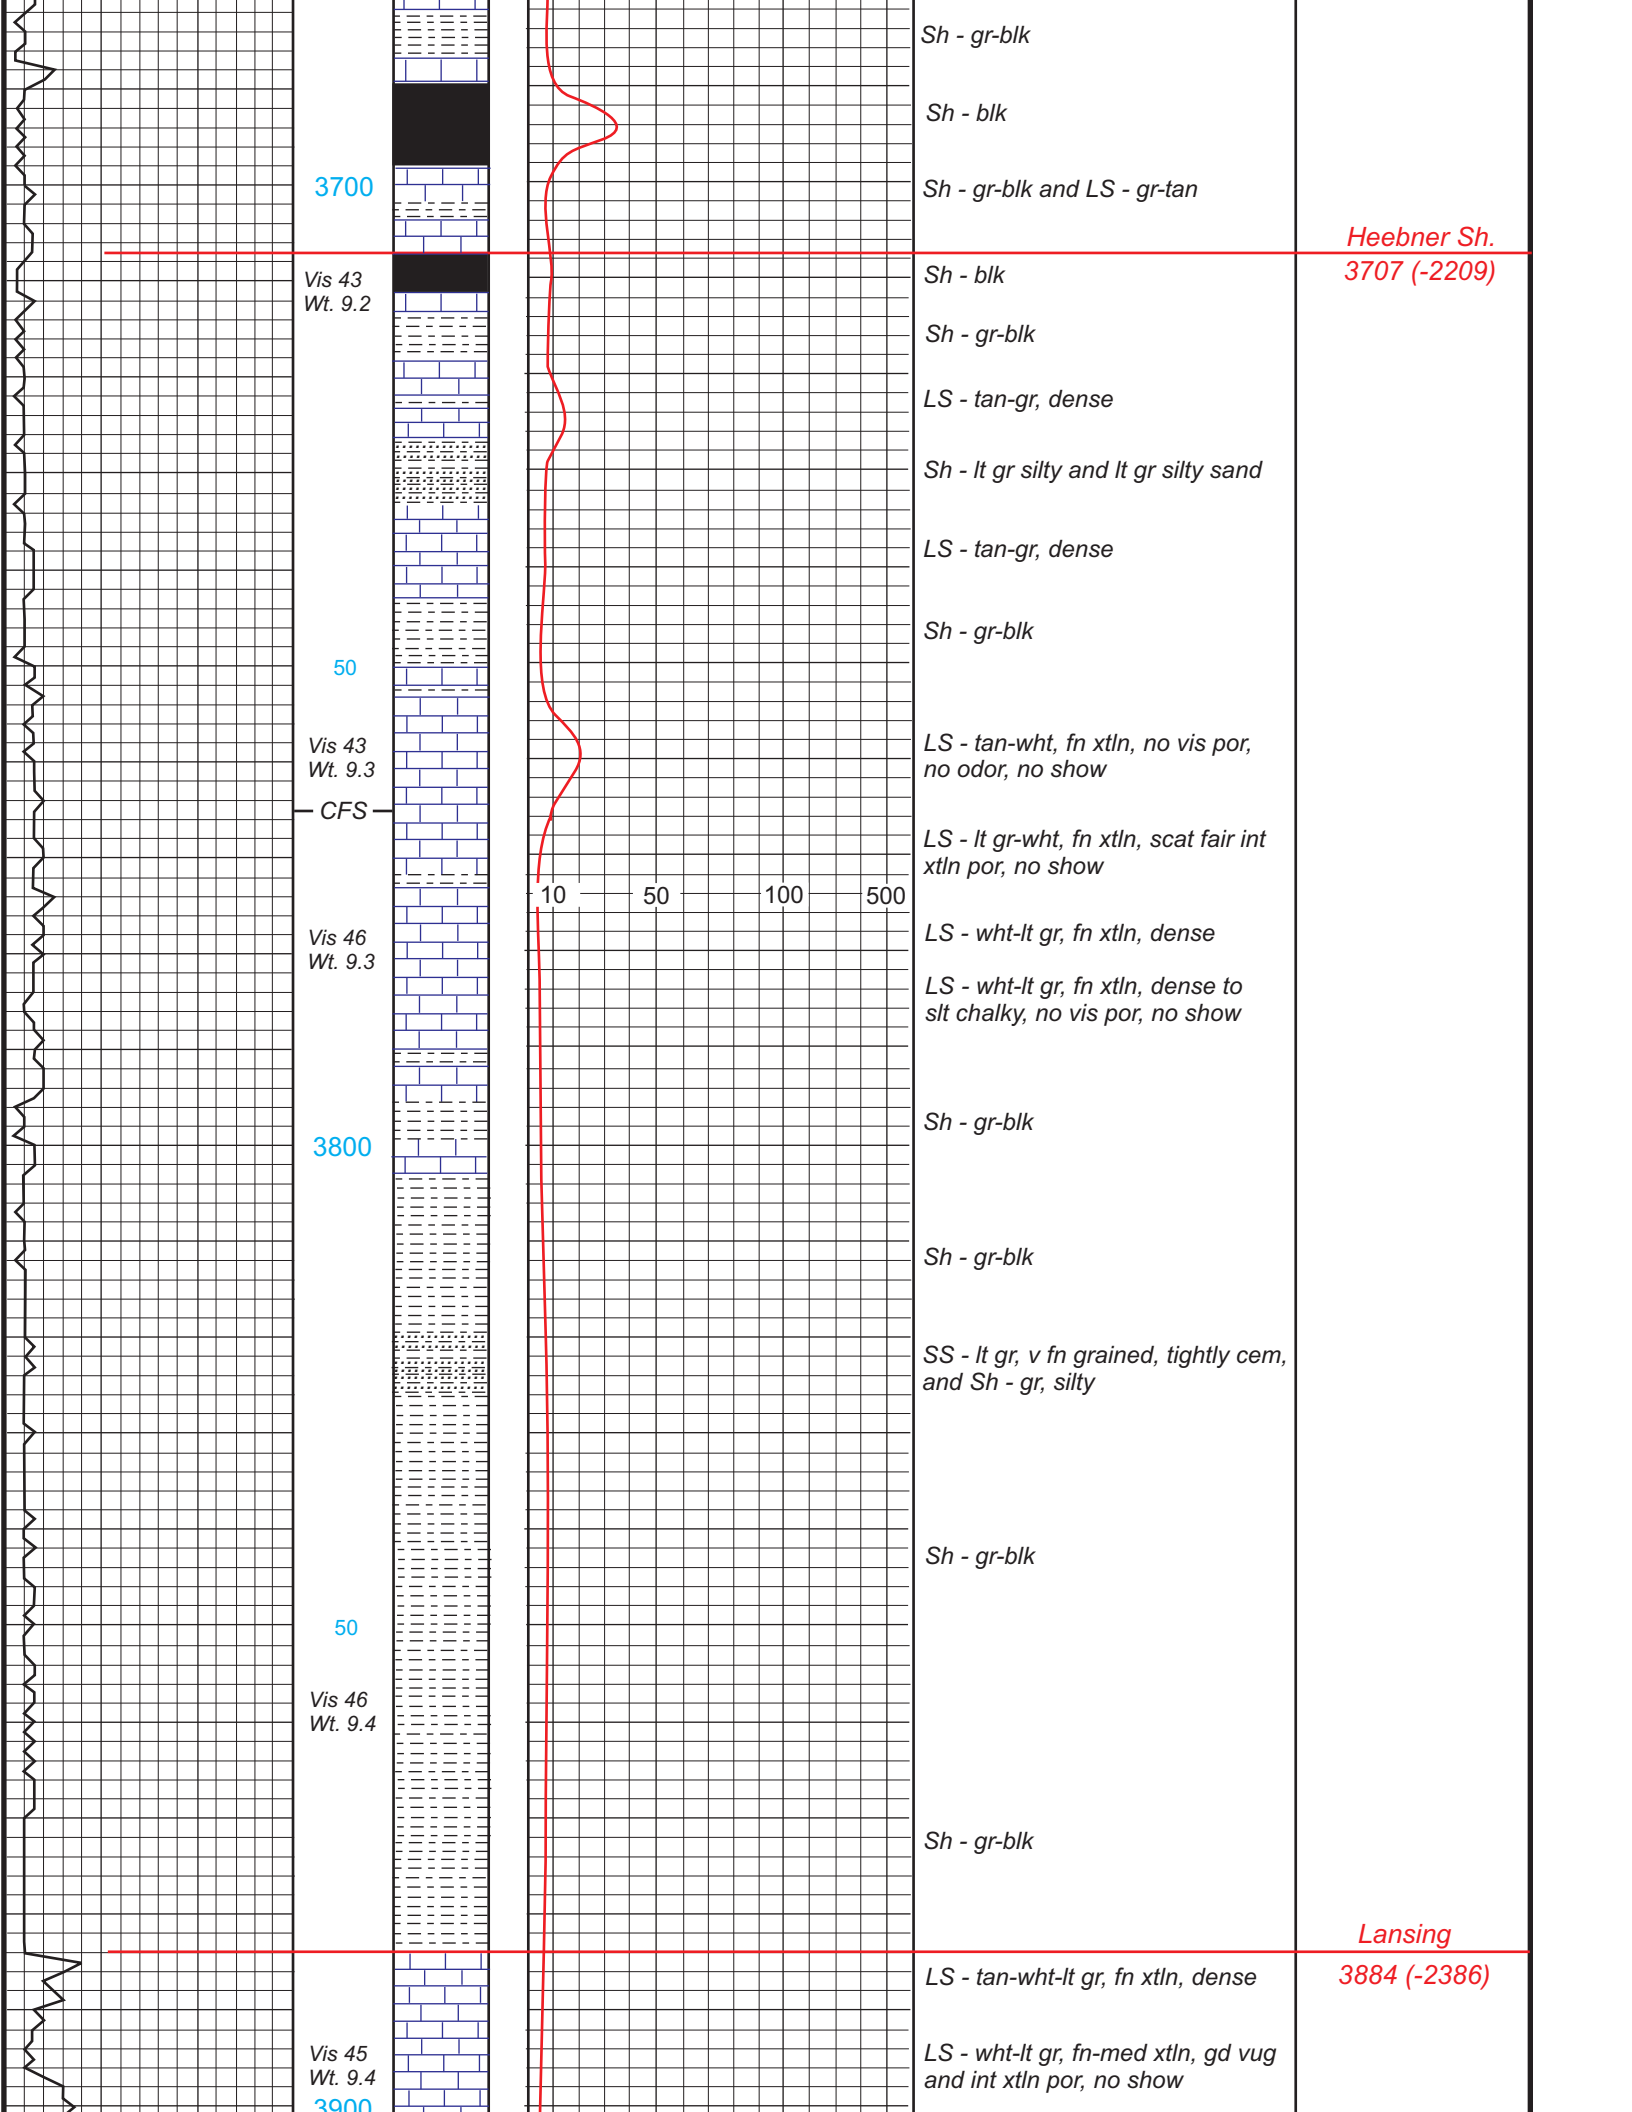 Sh - gr-blk
Sh - blk
3700
Sh - gr-blk and LS - gr-tan
Heebner Sh.
3707 (-2209)
Vis 43
Wt. 9.2
Sh - blk
Sh - gr-blk
LS - tan-gr, dense
Sh - lt gr silty and lt gr silty sand
LS - tan-gr, dense
Sh - gr-blk
50
Vis 43
Wt. 9.3
LS - tan-wht, fn xtln, no vis por,
no odor, no show
CFS
LS - lt gr-wht, fn xtln, scat fair int
xtln por, no show
10 50 100 500
Vis 46
Wt. 9.3
LS - wht-lt gr, fn xtln, dense
LS - wht-lt gr, fn xtln, dense to
slt chalky, no vis por, no show
Sh - gr-blk
3800
Sh - gr-blk
SS - lt gr, v fn grained, tightly cem,
and Sh - gr, silty
Sh - gr-blk
50
Vis 46
Wt. 9.4
Sh - gr-blk
Lansing
3884 (-2386)
LS - tan-wht-lt gr, fn xtln, dense
Vis 45
Wt. 9.4
LS - wht-lt gr, fn-med xtln, gd vug
and int xtln por, no show
3900